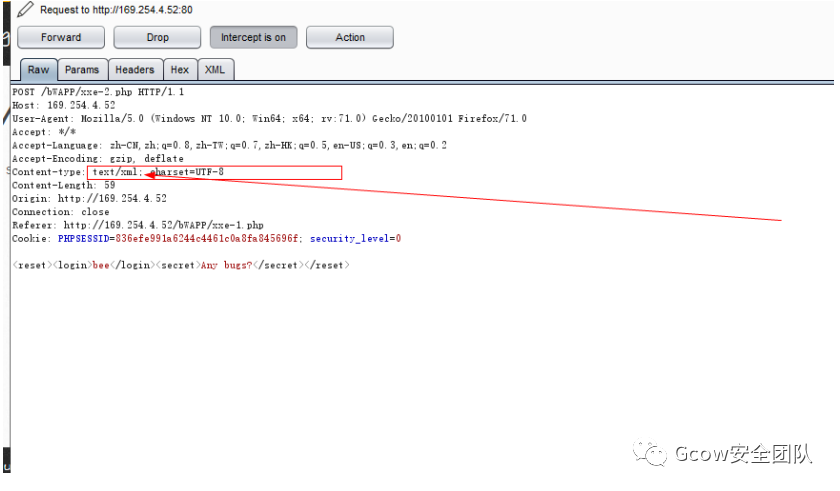 Request to http://169.254.4.52:80
Forward Drop Intercept is on Action
Raw Params Headers Hex XML
POST /bWAPP/xxe-2.php HTTP/1.1
Host: 169.254.4.52
User-Agent: Mozilla/5.0 (Windows NT 10.0; Win64; x64; rv:71.0) Gecko/20100101 Firefox/71.0
Accept: */*
Accept-Language: zh-CN,zh;q=0.8,zh-TW;q=0.7,zh-HK;q=0.5,en-US;q=0.3,en;q=0.2
Accept-Encoding: gzip, deflate
Content-type: text/xml; charset=UTF-8
Content-Length: 59
Origin: http://169.254.4.52
Connection: close
Referer: http://169.254.4.52/bWAPP/xxe-1.php
Cookie: PHPSESSID=836efe991a6244c4461c0a8fa845696f; security_level=0
<reset><login>bee</login><secret>Any bugs?</secret></reset>
Gcow安全团队